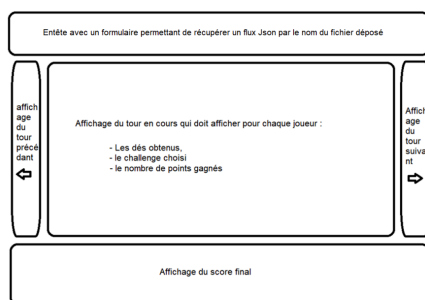 Entête avec un formulaire permettant de récupérer un flux Json par le nom du fichier déposé
affich
age
du
tour
précé
dant
Affichage du tour en cours qui doit afficher pour chaque joueur :
- Les dés obtenus,
- le challenge choisi
- le nombre de points gagnés
Affich
age
du
tour
suiva
nt
Affichage du score final